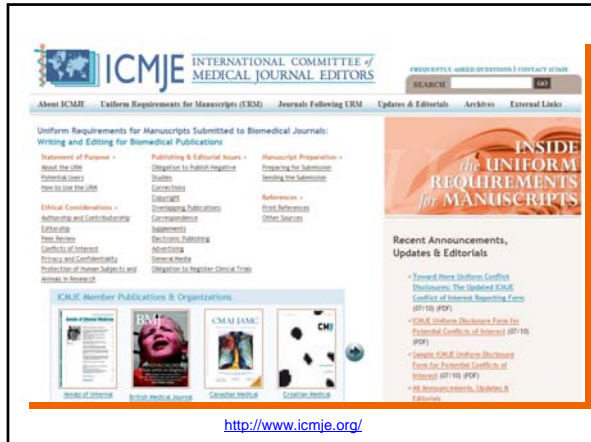 ICMJE
INTERNATIONAL COMMITTEE of
MEDICAL JOURNAL EDITORS
FREQUENTLY ASKED QUESTIONS | CONTACT ICMJE
SEARCH GO
About ICMJE Uniform Requirements for Manuscripts (URM) Journals Following URM Updates & Editorials Archives External Links
Uniform Requirements for Manuscripts Submitted to Biomedical Journals:
Writing and Editing for Biomedical Publications
Statement of Purpose »
About the URM
Potential Users
How to Use the URM
Ethical Considerations »
Authorship and Contributorship
Editorship
Peer Review
Conflicts of Interest
Privacy and Confidentiality
Protection of Human Subjects and
Animals in Research
Publishing & Editorial Issues »
Obligation to Publish Negative
Studies
Corrections
Copyright
Overlapping Publications
Correspondence
Supplements
Electronic Publishing
Advertising
General Media
Obligation to Register Clinical Trials
Manuscript Preparation »
Preparing for Submission
Sending the Submission
References »
Print References
Other Sources
INSIDE
the UNIFORM
REQUIREMENTS
for MANUSCRIPTS
Recent Announcements,
Updates & Editorials
» Toward More Uniform Conflict
Disclosures: The Updated ICMJE
Conflict of Interest Reporting Form
(07/10) (PDF)
» ICMJE Uniform Disclosure Form for
Potential Conflicts of Interest (07/10)
(PDF)
» Sample ICMJE Uniform Disclosure
Form for Potential Conflicts of
Interest (07/10) (PDF)
» All Announcements, Updates &
Editorials
ICMJE Member Publications & Organizations
Annals of Internal Medicine
BMJ
CMAJ JAMC
CMJ
Annals of Internal
British Medical Journal
Canadian Medical
Croatian Medical
http://www.icmje.org/